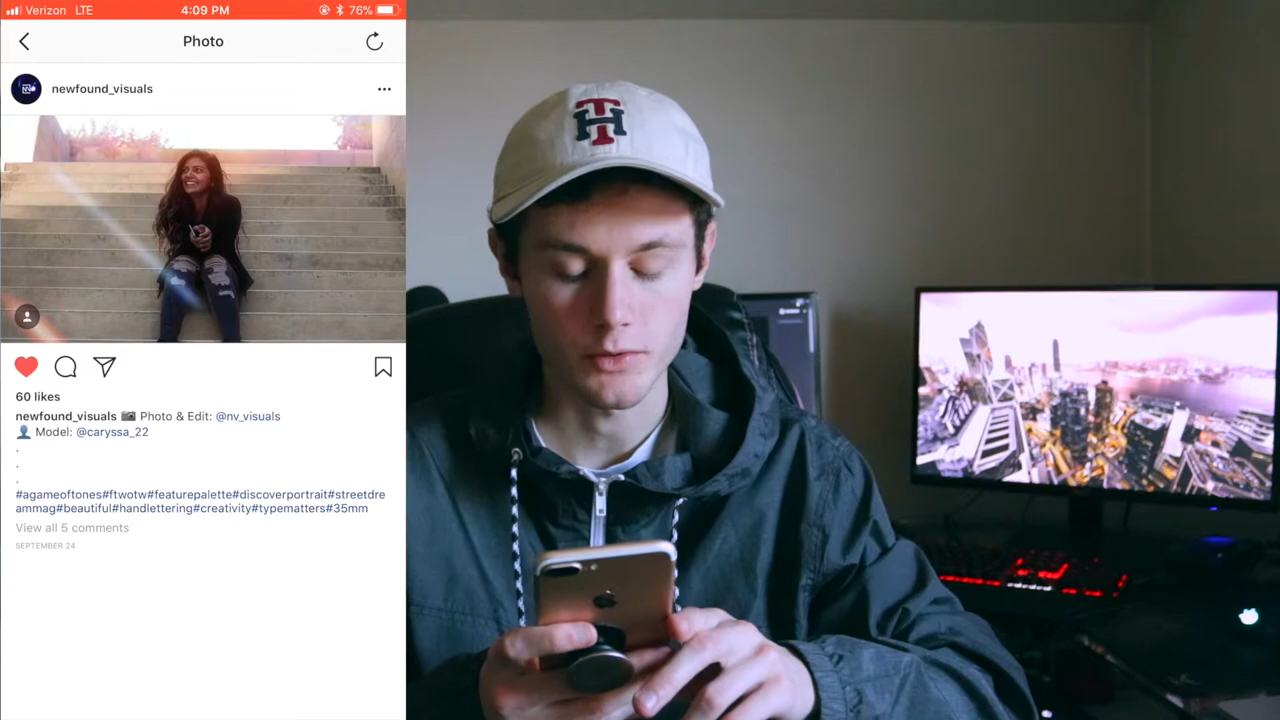 Verizon LTE 4:09 PM 76%
Photo
newfound_visuals
60 likes
newfound_visuals 📷 Photo & Edit: @nv_visuals
👤 Model: @caryssa_22
.
.
.
#agameoftones#ftwotw#featurepalette#discoverportrait#streetdre
ammag#beautiful#handlettering#creativity#typematters#35mm
View all 5 comments
SEPTEMBER 24
TH